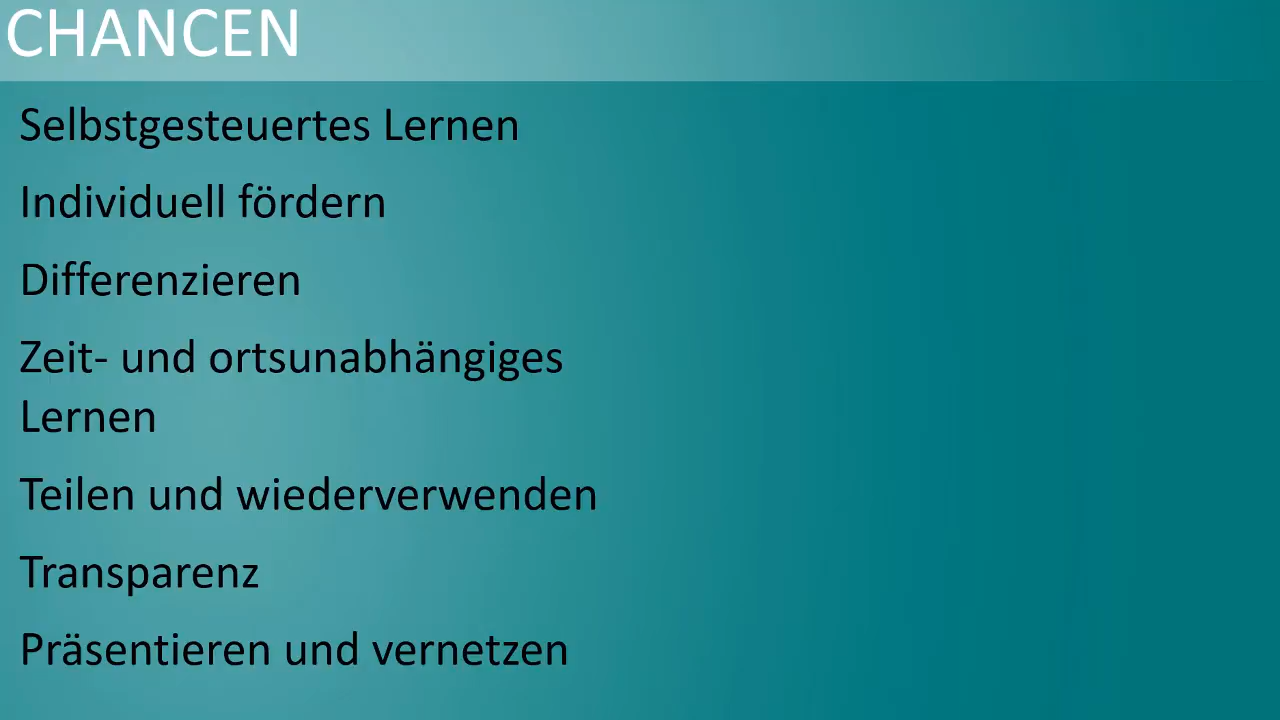 CHANCEN
Selbstgesteuertes Lernen
Individuell fördern
Differenzieren
Zeit- und ortsunabhängiges
Lernen
Teilen und wiederverwenden
Transparenz
Präsentieren und vernetzen